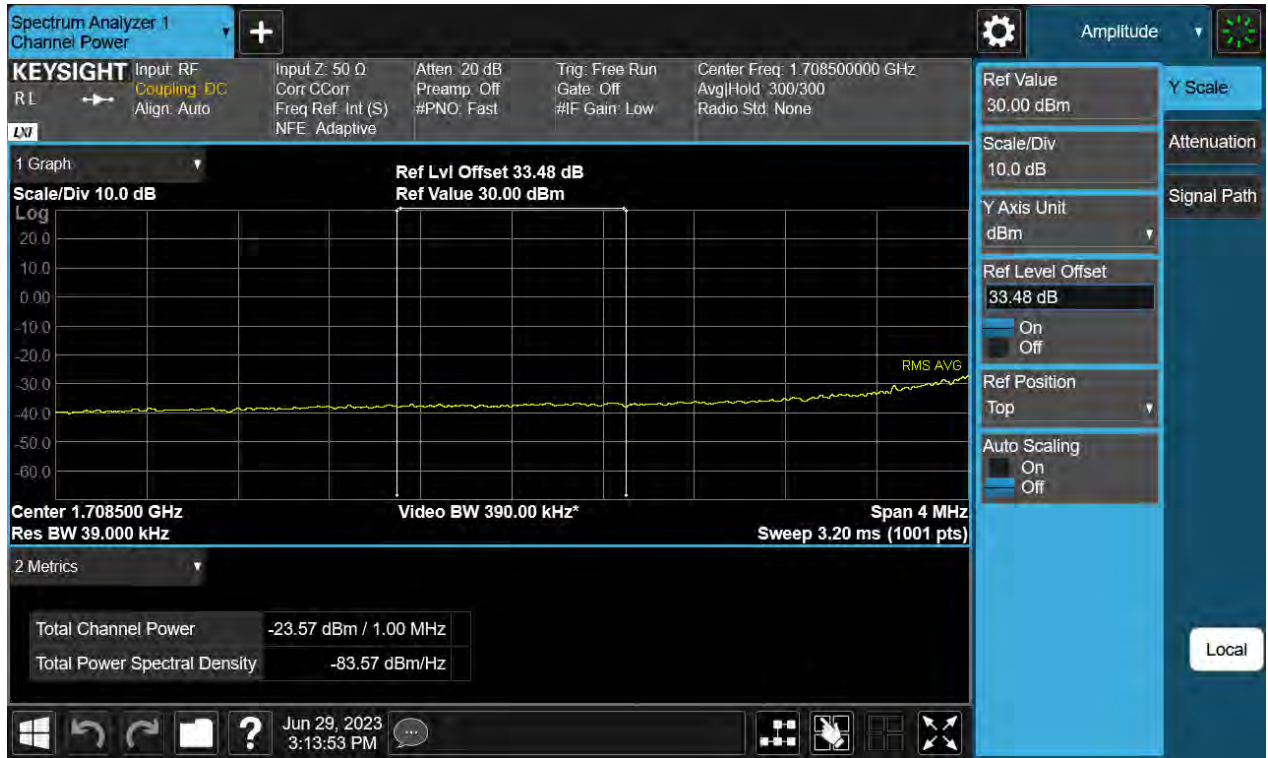 Spectrum Analyzer 1
Channel Power
+
Amplitude
KEYSIGHT
RL
LXI
Input: RF
Coupling: DC
Align: Auto
Input Z: 50 Ω
Corr CCorr
Freq Ref: Int (S)
NFE: Adaptive
Atten: 20 dB
Preamp: Off
#PNO: Fast
Trig: Free Run
Gate: Off
#IF Gain: Low
Center Freq: 1.708500000 GHz
Avg|Hold: 300/300
Radio Std: None
1 Graph
Scale/Div 10.0 dB
Ref Lvl Offset 33.48 dB
Ref Value 30.00 dBm
Log
20.0
10.0
0.00
-10.0
-20.0
-30.0
-40.0
-50.0
-60.0
RMS AVG
Center 1.708500 GHz
Res BW 39.000 kHz
Video BW 390.00 kHz*
Span 4 MHz
Sweep 3.20 ms (1001 pts)
2 Metrics
Total Channel Power -23.57 dBm / 1.00 MHz
Total Power Spectral Density -83.57 dBm/Hz
?
Jun 29, 2023
3:13:53 PM
Ref Value
30.00 dBm
Scale/Div
10.0 dB
Y Axis Unit
dBm
Ref Level Offset
33.48 dB
On
Off
Ref Position
Top
Auto Scaling
On
Off
Y Scale
Attenuation
Signal Path
Local